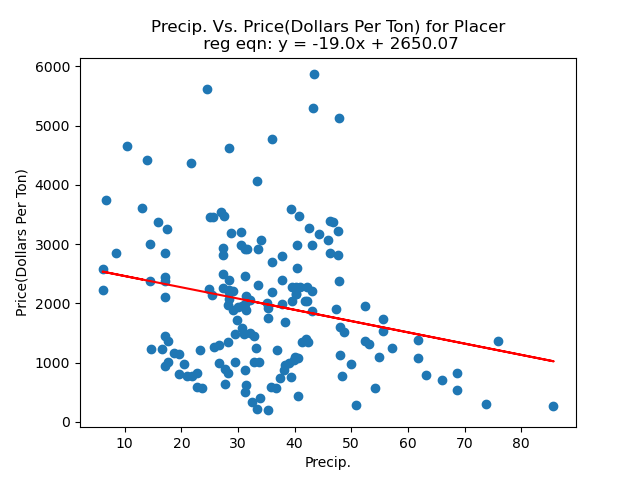 Precip. Vs. Price(Dollars Per Ton) for Placer
reg eqn: y = -19.0x + 2650.07
6000
5000
4000
3000
2000
1000
0
Price(Dollars Per Ton)
10 20 30 40 50 60 70 80
Precip.